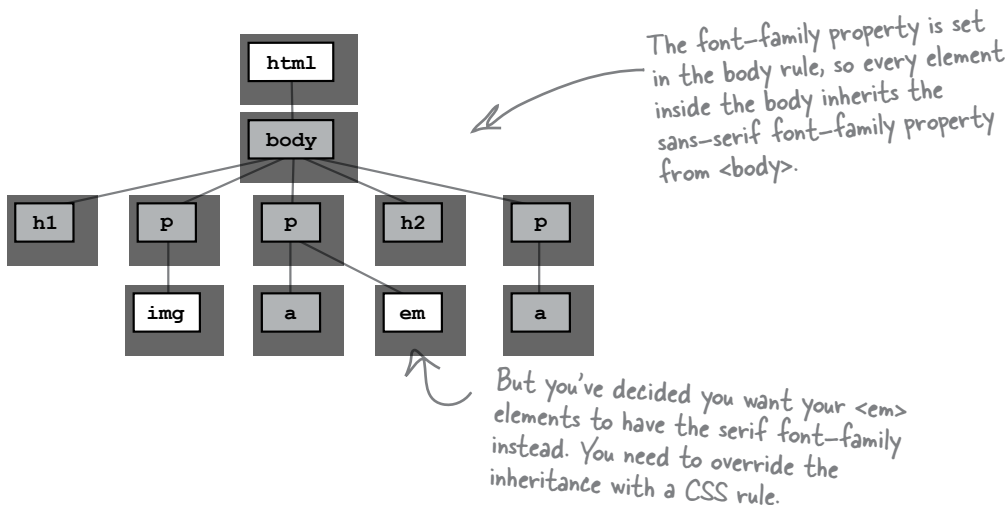 The font-family property is set
in the body rule, so every element
inside the body inherits the
sans-serif font-family property
from <body>.
html
body
h1
p
p
h2
p
img
a
em
a
But you've decided you want your <em>
elements to have the serif font-family
instead. You need to override the
inheritance with a CSS rule.